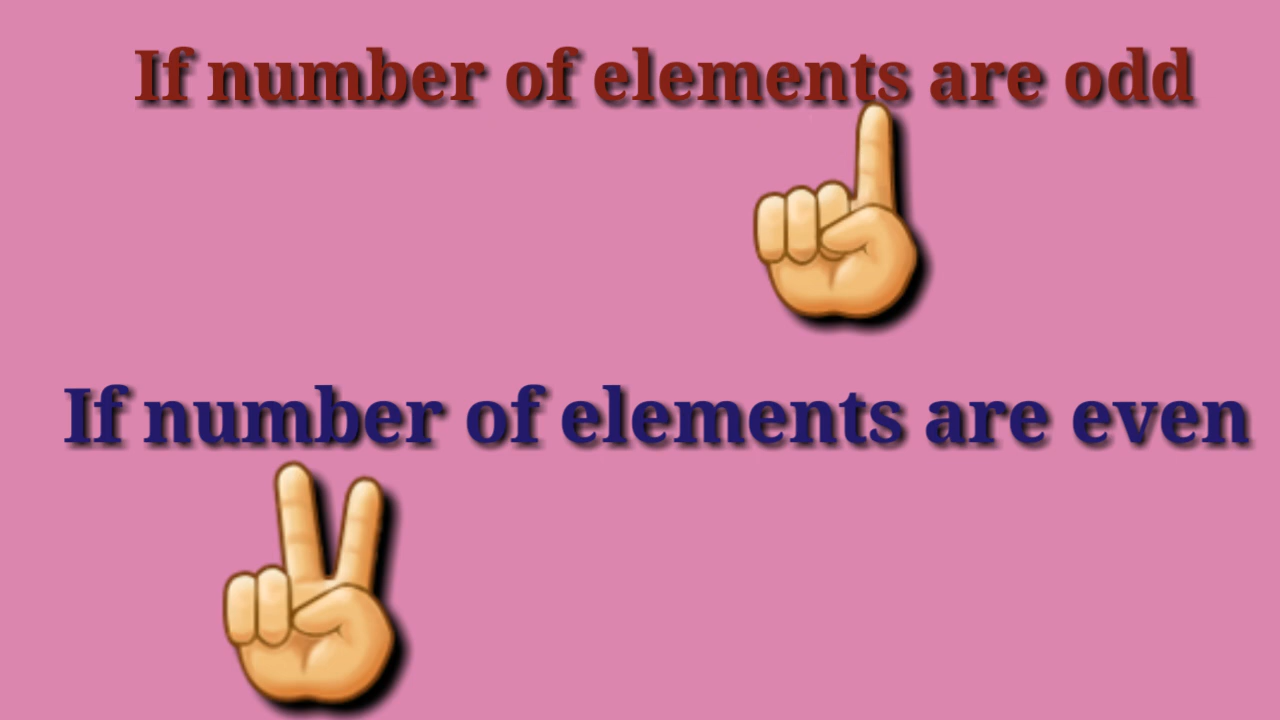 If number of elements are odd
If number of elements are even